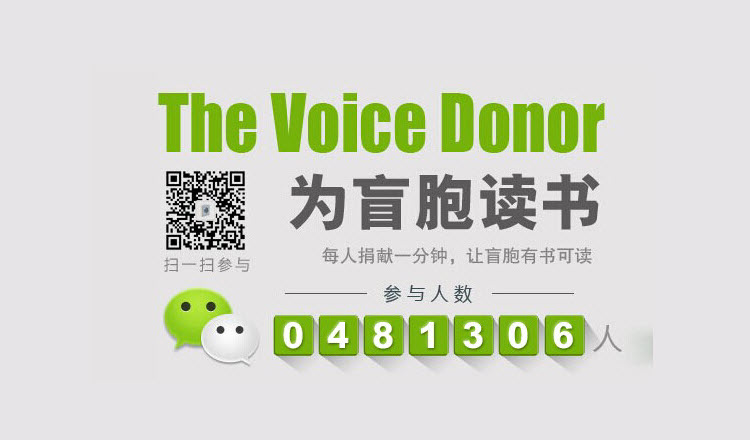 The Voice Donor
为盲胞读书
每人捐献一分钟，让盲胞有书可读
扫一扫参与
参与人数
0481306人